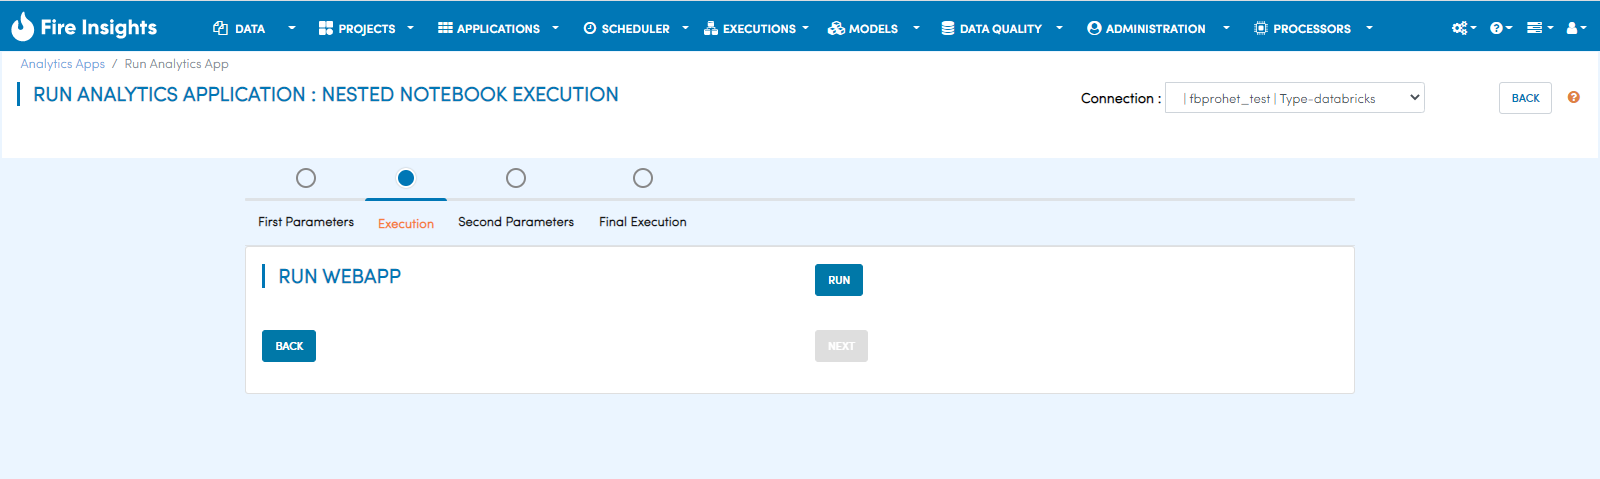 Fire Insights DATA PROJECTS APPLICATIONS SCHEDULER EXECUTIONS MODELS DATA QUALITY ADMINISTRATION PROCESSORS
Analytics Apps / Run Analytics App
RUN ANALYTICS APPLICATION : NESTED NOTEBOOK EXECUTION
Connection : | fbprohet_test | Type-databricks BACK
First Parameters Execution Second Parameters Final Execution
RUN WEBAPP RUN
BACK NEXT